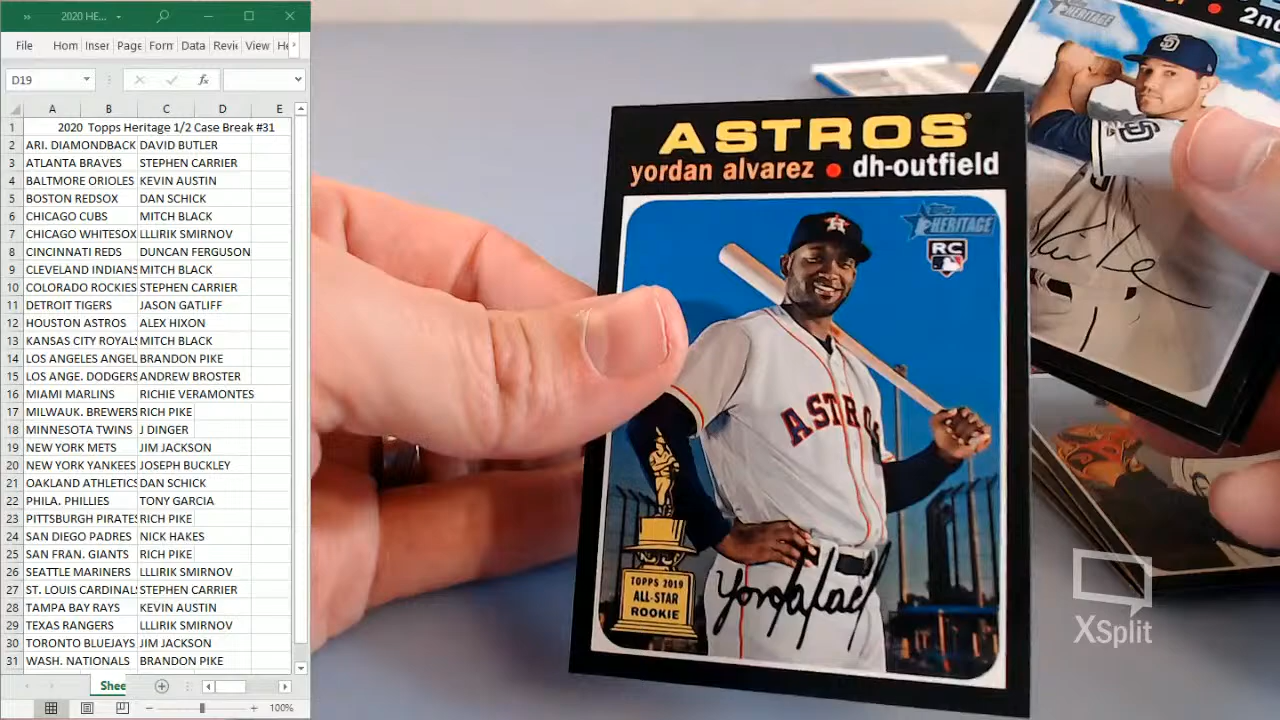 2020 HE...
File Hom Inser Page Forn Data Revie View He
D19
fx
A B C D E
1 2020 Topps Heritage 1/2 Case Break #31
2 ARI. DIAMONDBACK DAVID BUTLER
3 ATLANTA BRAVES STEPHEN CARRIER
4 BALTMORE ORIOLES KEVIN AUSTIN
5 BOSTON REDSOX DAN SCHICK
6 CHICAGO CUBS MITCH BLACK
7 CHICAGO WHITESOX LLLIRIK SMIRNOV
8 CINCINNATI REDS DUNCAN FERGUSON
9 CLEVELAND INDIANS MITCH BLACK
10 COLORADO ROCKIES STEPHEN CARRIER
11 DETROIT TIGERS JASON GATLIFF
12 HOUSTON ASTROS ALEX HIXON
13 KANSAS CITY ROYALS MITCH BLACK
14 LOS ANGELES ANGEL BRANDON PIKE
15 LOS ANGE. DODGERS ANDREW BROSTER
16 MIAMI MARLINS RICHIE VERAMONTES
17 MILWAUK. BREWERS RICH PIKE
18 MINNESOTA TWINS J DINGER
19 NEW YORK METS JIM JACKSON
20 NEW YORK YANKEES JOSEPH BUCKLEY
21 OAKLAND ATHLETICS DAN SCHICK
22 PHILA. PHILLIES TONY GARCIA
23 PITTSBURGH PIRATES RICH PIKE
24 SAN DIEGO PADRES NICK HAKES
25 SAN FRAN. GIANTS RICH PIKE
26 SEATTLE MARINERS LLLIRIK SMIRNOV
27 ST. LOUIS CARDINALS STEPHEN CARRIER
28 TAMPA BAY RAYS KEVIN AUSTIN
29 TEXAS RANGERS LLLIRIK SMIRNOV
30 TORONTO BLUEJAYS JIM JACKSON
31 WASH. NATIONALS BRANDON PIKE
Shee
100%
ASTROS
yordan alvarez dh-outfield
Topps
HERITAGE
RC
ASTROS
TOPPS 2019
ALL-STAR
ROOKIE
2nd
HERITAGE
SD
SD
XSplit